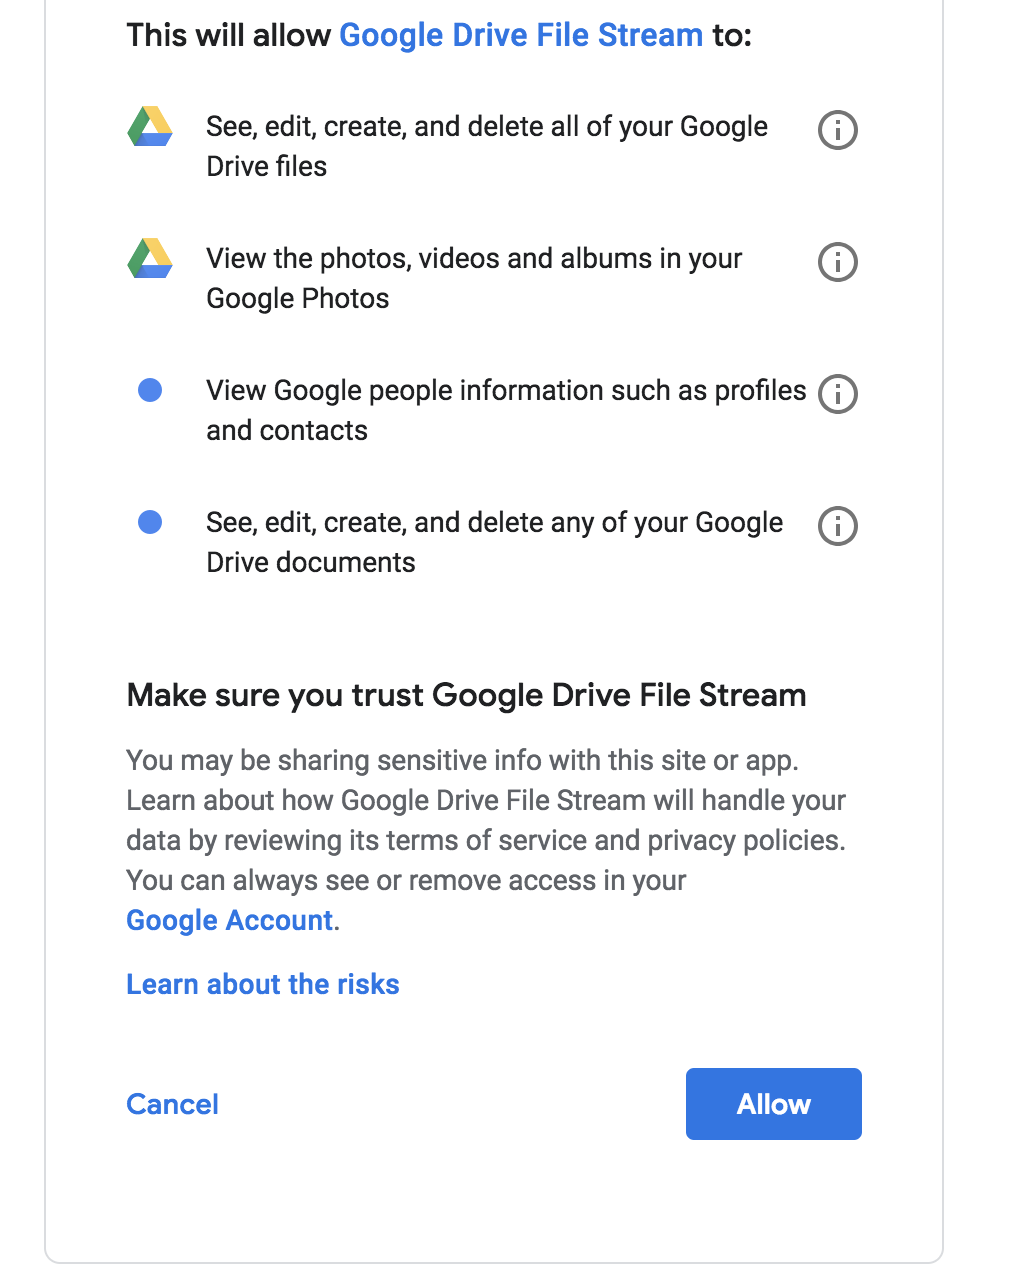 This will allow Google Drive File Stream to:
See, edit, create, and delete all of your Google
Drive files
View the photos, videos and albums in your
Google Photos
View Google people information such as profiles
and contacts
See, edit, create, and delete any of your Google
Drive documents
Make sure you trust Google Drive File Stream
You may be sharing sensitive info with this site or app.
Learn about how Google Drive File Stream will handle your
data by reviewing its terms of service and privacy policies.
You can always see or remove access in your
Google Account.
Learn about the risks
Cancel
Allow